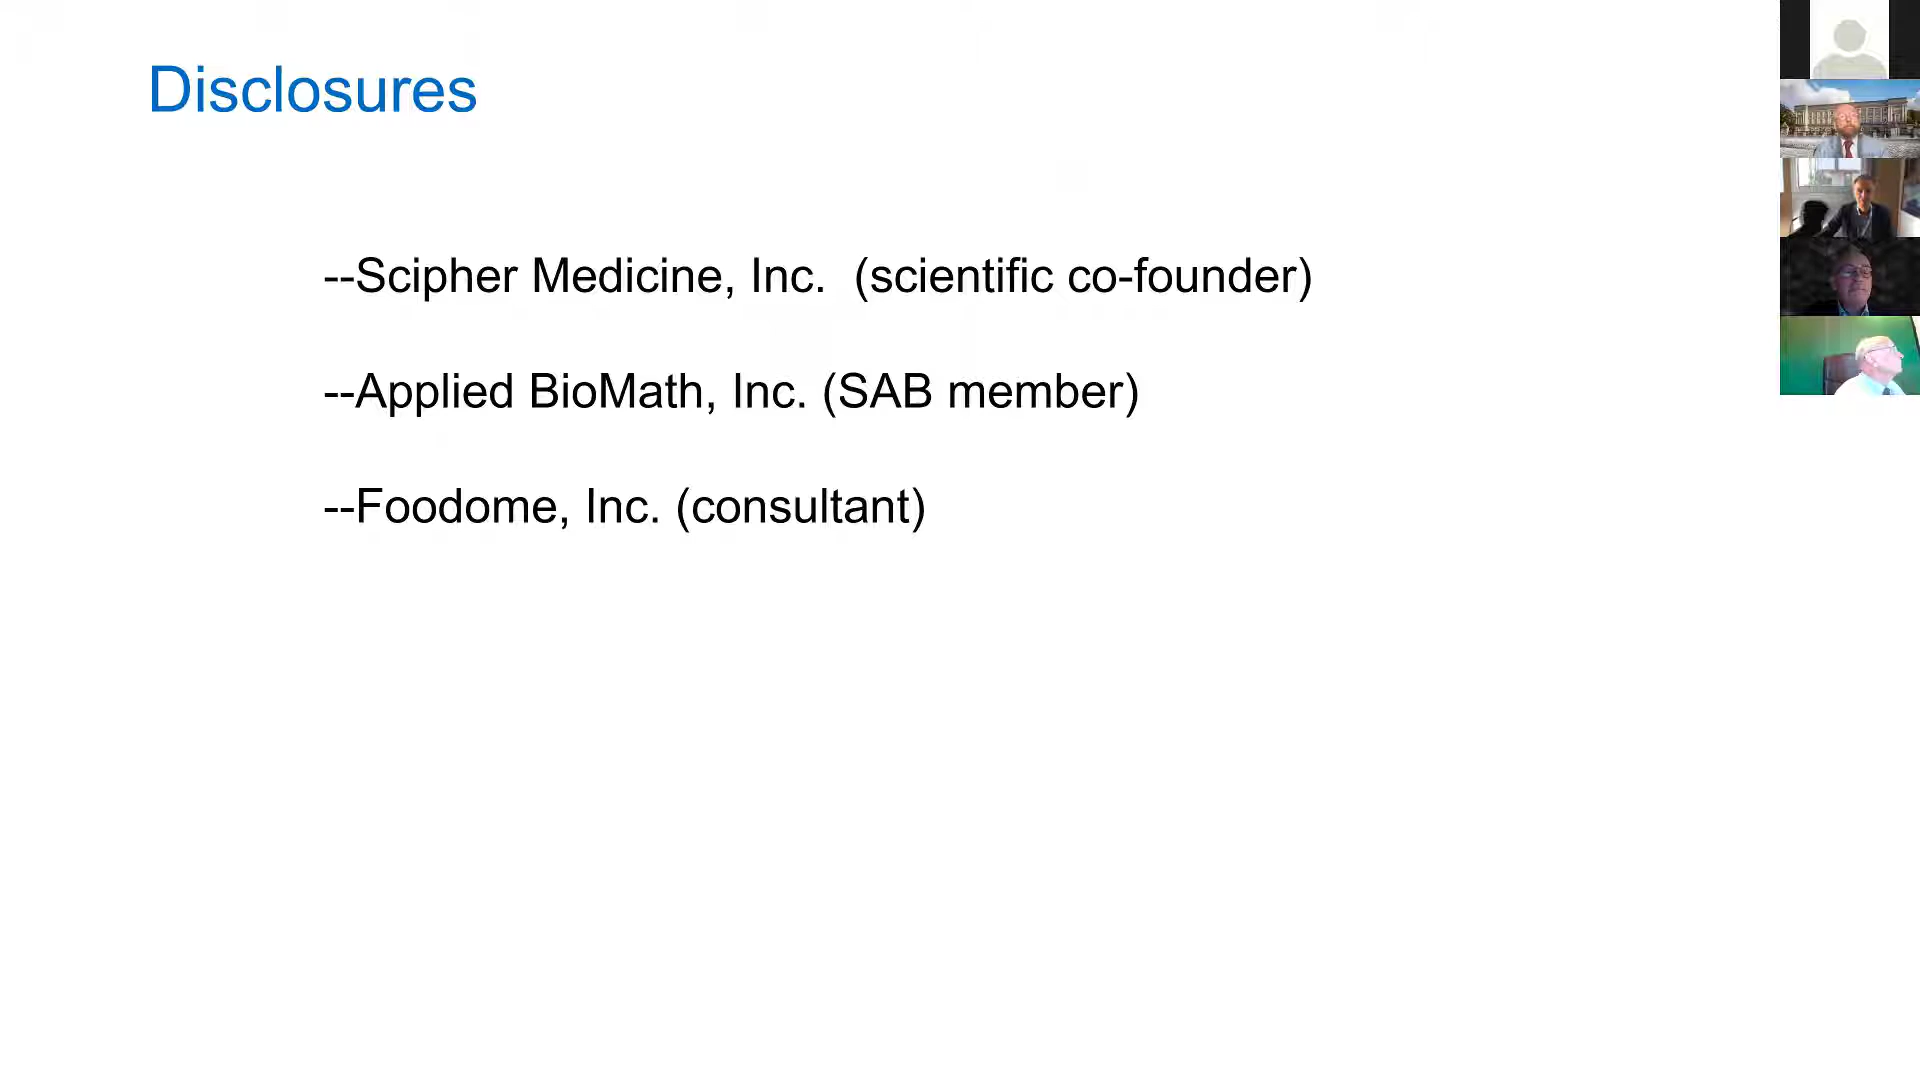 Disclosures
--Scipher Medicine, Inc.  (scientific co-founder)
--Applied BioMath, Inc. (SAB member)
--Foodome, Inc. (consultant)